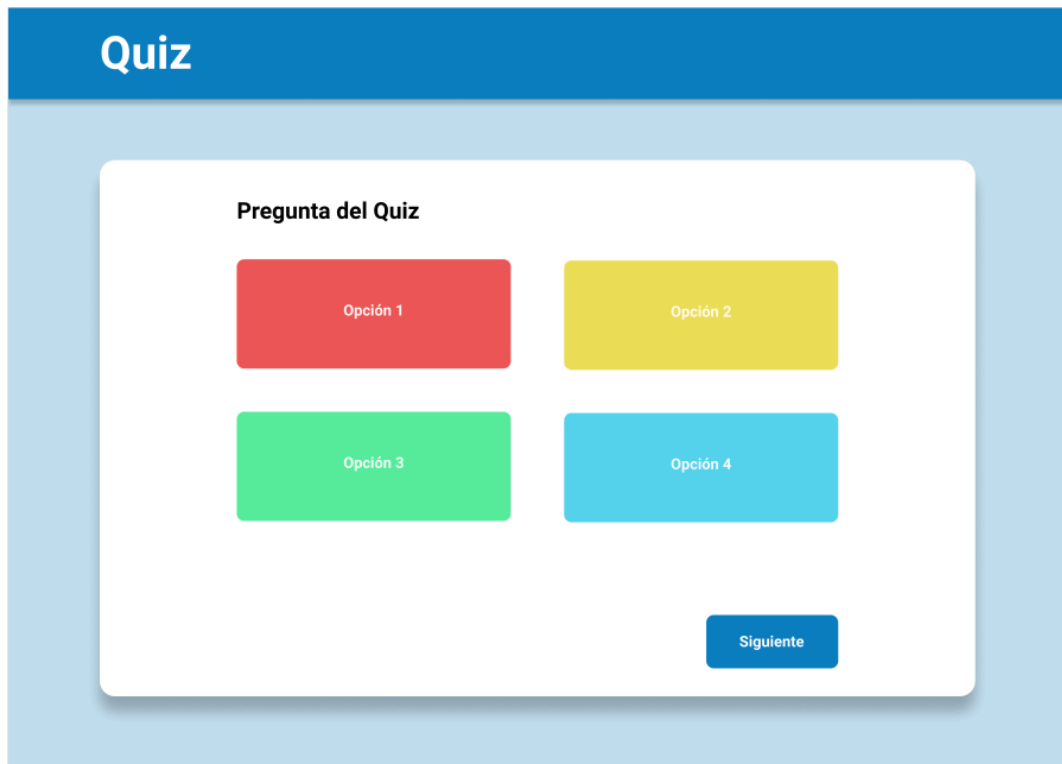 Quiz
Pregunta del Quiz
Opción 1
Opción 2
Opción 3
Opción 4
Siguiente